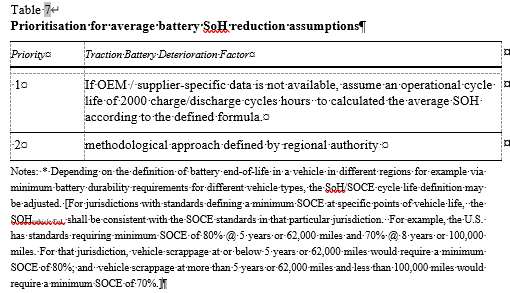 Table 7
Prioritisation for average battery SoH reduction assumptions¶
Priority¤ Traction Battery Deterioration Factor¤ ¤
1¤ If OEM / supplier-specific data is not available, assume an operational cycle ¤
life of 2000 charge/discharge cycles hours  to calculated the average SOH
according to the defined formula.¤
2¤ methodological approach defined by regional authority ¤ ¤
Notes: * Depending on the definition of battery end-of-life in a vehicle in different regions for example via
minimum battery durability requirements for different vehicle types, the SoH/SOCE cycle life definition may
be adjusted. [For jurisdictions with standards defining a minimum SOCE at specific points of vehicle life, the
shall be consistent with the SOCE standards in that particular jurisdiction.  For example, the U.S.
has standards requiring minimum SOCE of 80% @ 5 years or 62,000 miles and 70% @ 8 years or 100,000
miles. For that jurisdiction, vehicle scrappage at or below 5 years or 62,000 miles would require a minimum
SOCE of 80%; and vehicle scrappage at more than 5 years or 62,000 miles and less than 100,000 miles would
require a minimum SOCE of 70%.]¶